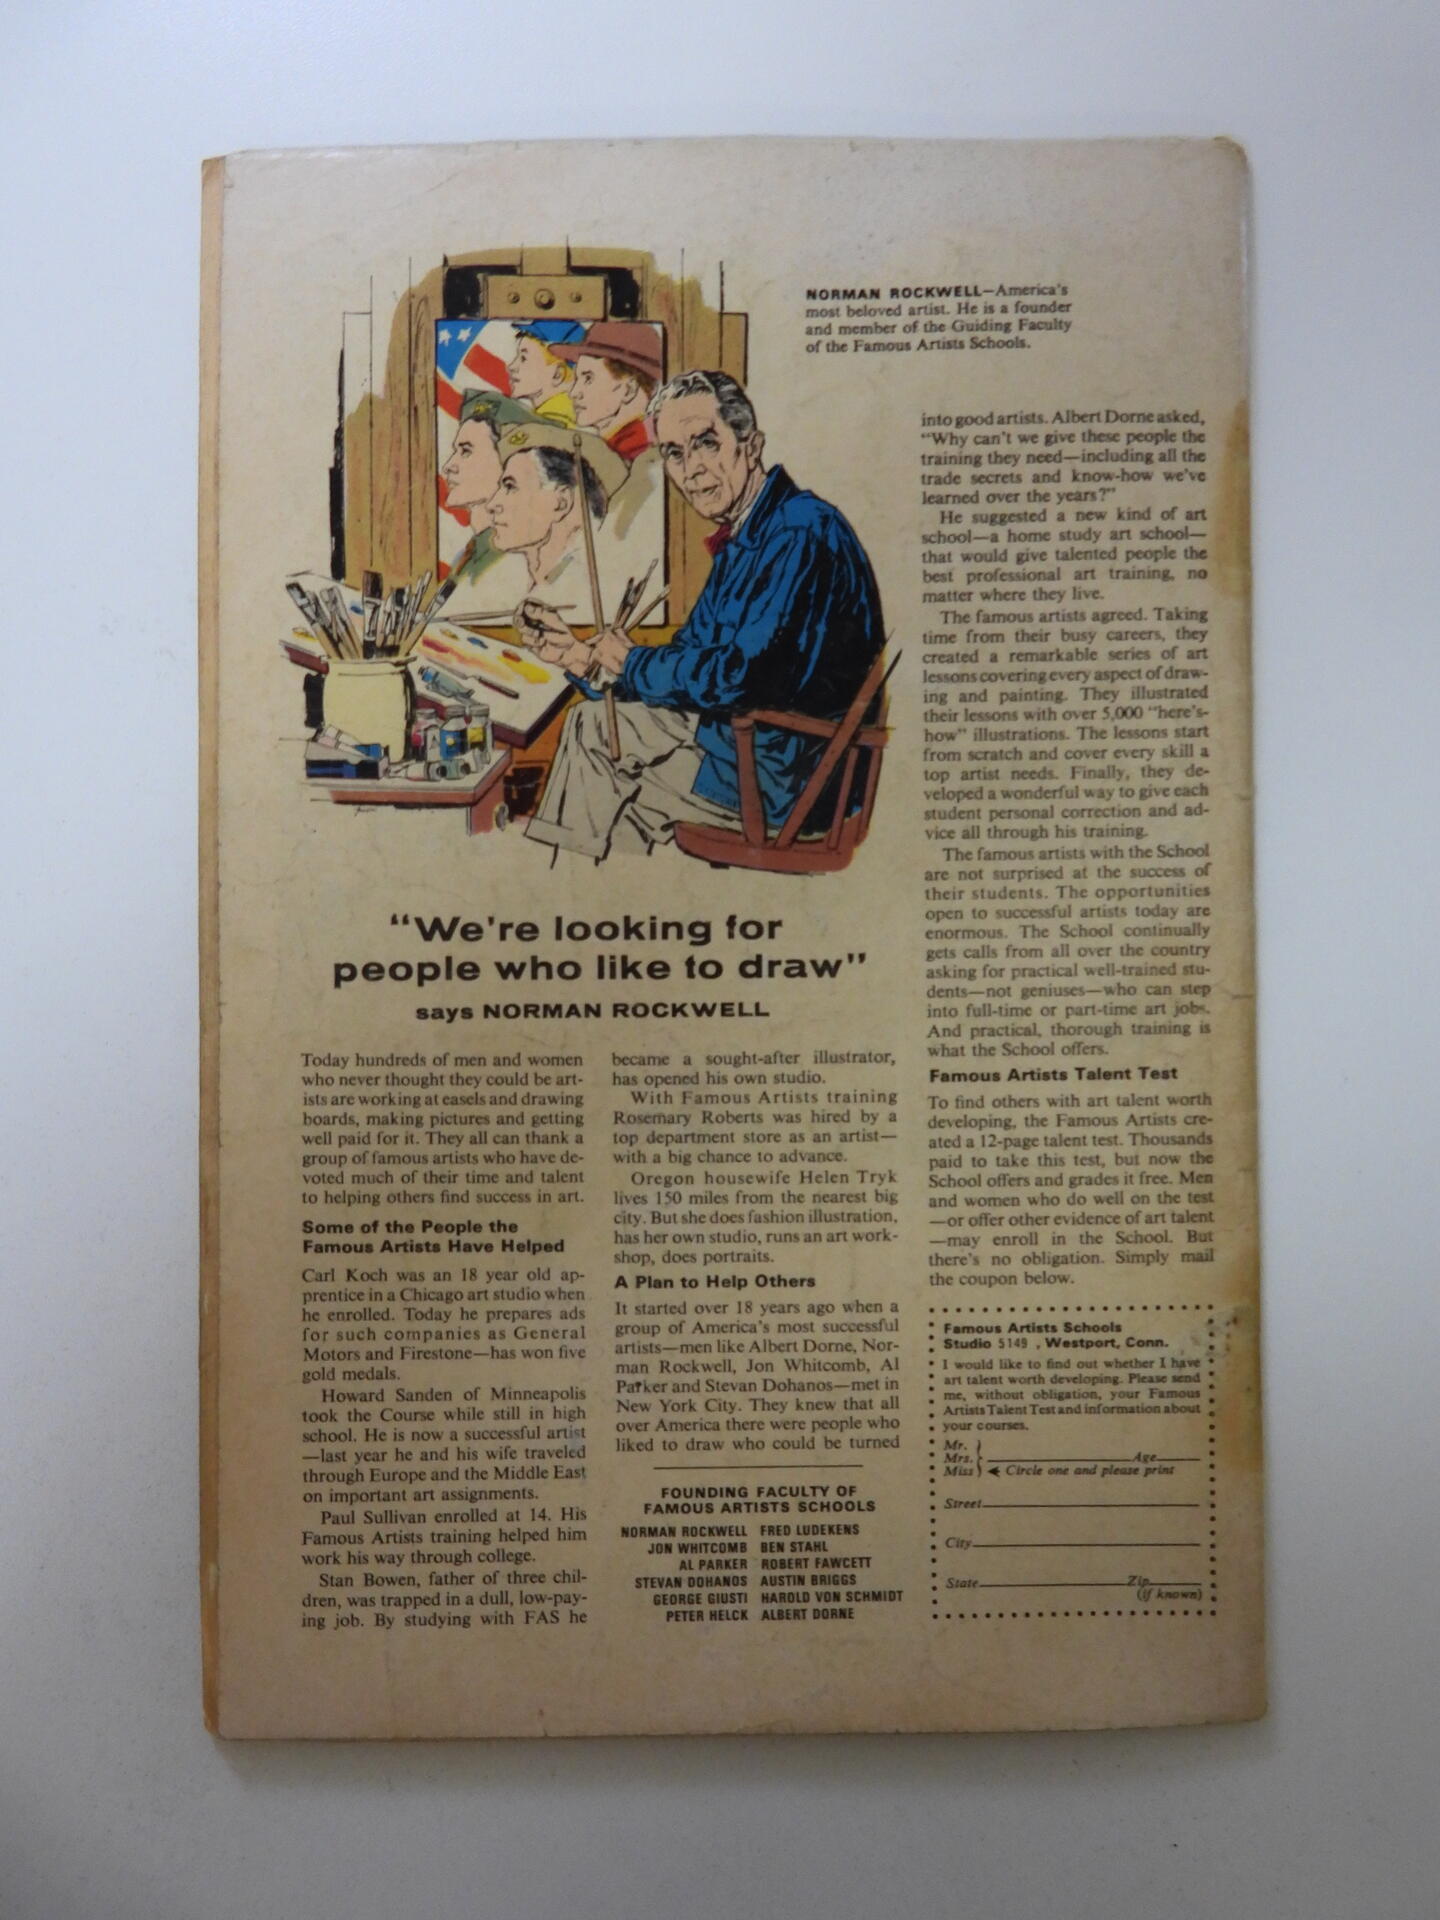 NORMAN ROCKWELL—America's
most beloved artist. He is a founder
and member of the Guiding Faculty
of the Famous Artists Schools.
"We're looking for
people who like to draw"
says NORMAN ROCKWELL
Today hundreds of men and women
who never thought they could be art-
ists are working at easels and drawing
boards, making pictures and getting
well paid for it. They all can thank a
group of famous artists who have de-
voted much of their time and talent
to helping others find success in art.
Some of the People the
Famous Artists Have Helped
Carl Koch was an 18 year old ap-
prentice in a Chicago art studio when
he enrolled. Today he prepares ads
for such companies as General
Motors and Firestone—has won five
gold medals.
Howard Sanden of Minneapolis
took the Course while still in high
school. He is now a successful artist
—last year he and his wife traveled
through Europe and the Middle East
on important art assignments.
Paul Sullivan enrolled at 14. His
Famous Artists training helped him
work his way through college.
Stan Bowen, father of three chil-
dren, was trapped in a dull, low-pay-
ing job. By studying with FAS he
became a sought-after illustrator,
has opened his own studio.
With Famous Artists training
Rosemary Roberts was hired by a
top department store as an artist—
with a big chance to advance.
Oregon housewife Helen Tryk
lives 150 miles from the nearest big
city. But she does fashion illustration,
has her own studio, runs an art work-
shop, does portraits.
A Plan to Help Others
It started over 18 years ago when a
group of America's most successful
artists—men like Albert Dorne, Nor-
man Rockwell, Jon Whitcomb, Al
Parker and Stevan Dohanos—met in
New York City. They knew that all
over America there were people who
liked to draw who could be turned
FOUNDING FACULTY OF
FAMOUS ARTISTS SCHOOLS
NORMAN ROCKWELL FRED LUDEKENS
JON WHITCOMB BEN STAHL
AL PARKER ROBERT FAWCETT
STEVAN DOHANOS AUSTIN BRIGGS
GEORGE GIUSTI HAROLD VON SCHMIDT
PETER HELCK ALBERT DORNE
into good artists. Albert Dorne asked,
"Why can't we give these people the
training they need—including all the
trade secrets and know-how we've
learned over the years?"
He suggested a new kind of art
school—a home study art school—
that would give talented people the
best professional art training, no
matter where they live.
The famous artists agreed. Taking
time from their busy careers, they
created a remarkable series of art
lessons covering every aspect of draw-
ing and painting. They illustrated
their lessons with over 5,000 "here's-
how" illustrations. The lessons start
from scratch and cover every skill a
top artist needs. Finally, they de-
veloped a wonderful way to give each
student personal correction and ad-
vice all through his training.
The famous artists with the School
are not surprised at the success of
their students. The opportunities
open to successful artists today are
enormous. The School continually
gets calls from all over the country
asking for practical well-trained stu-
dents—not geniuses—who can step
into full-time or part-time art jobs.
And practical, thorough training is
what the School offers.
Famous Artists Talent Test
To find others with art talent worth
developing, the Famous Artists cre-
ated a 12-page talent test. Thousands
paid to take this test, but now the
School offers and grades it free. Men
and women who do well on the test
—or offer other evidence of art talent
—may enroll in the School. But
there's no obligation. Simply mail
the coupon below.
Famous Artists Schools
Studio 5149 , Westport, Conn.
I would like to find out whether I have
art talent worth developing. Please send
me, without obligation, your Famous
Artists Talent Test and information about
your courses.
Mr.
Mrs. Age
Miss Circle one and please print
Street
City
State Zip
(if known)